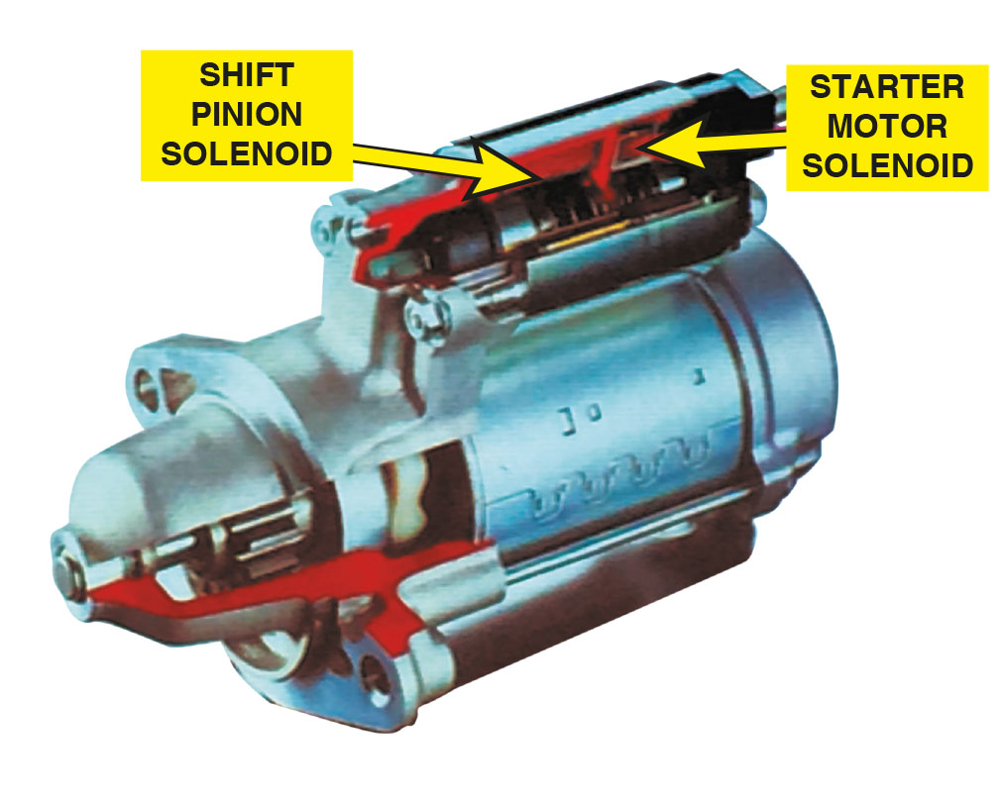 SHIFT
PINION
SOLENOID
STARTER
MOTOR
SOLENOID